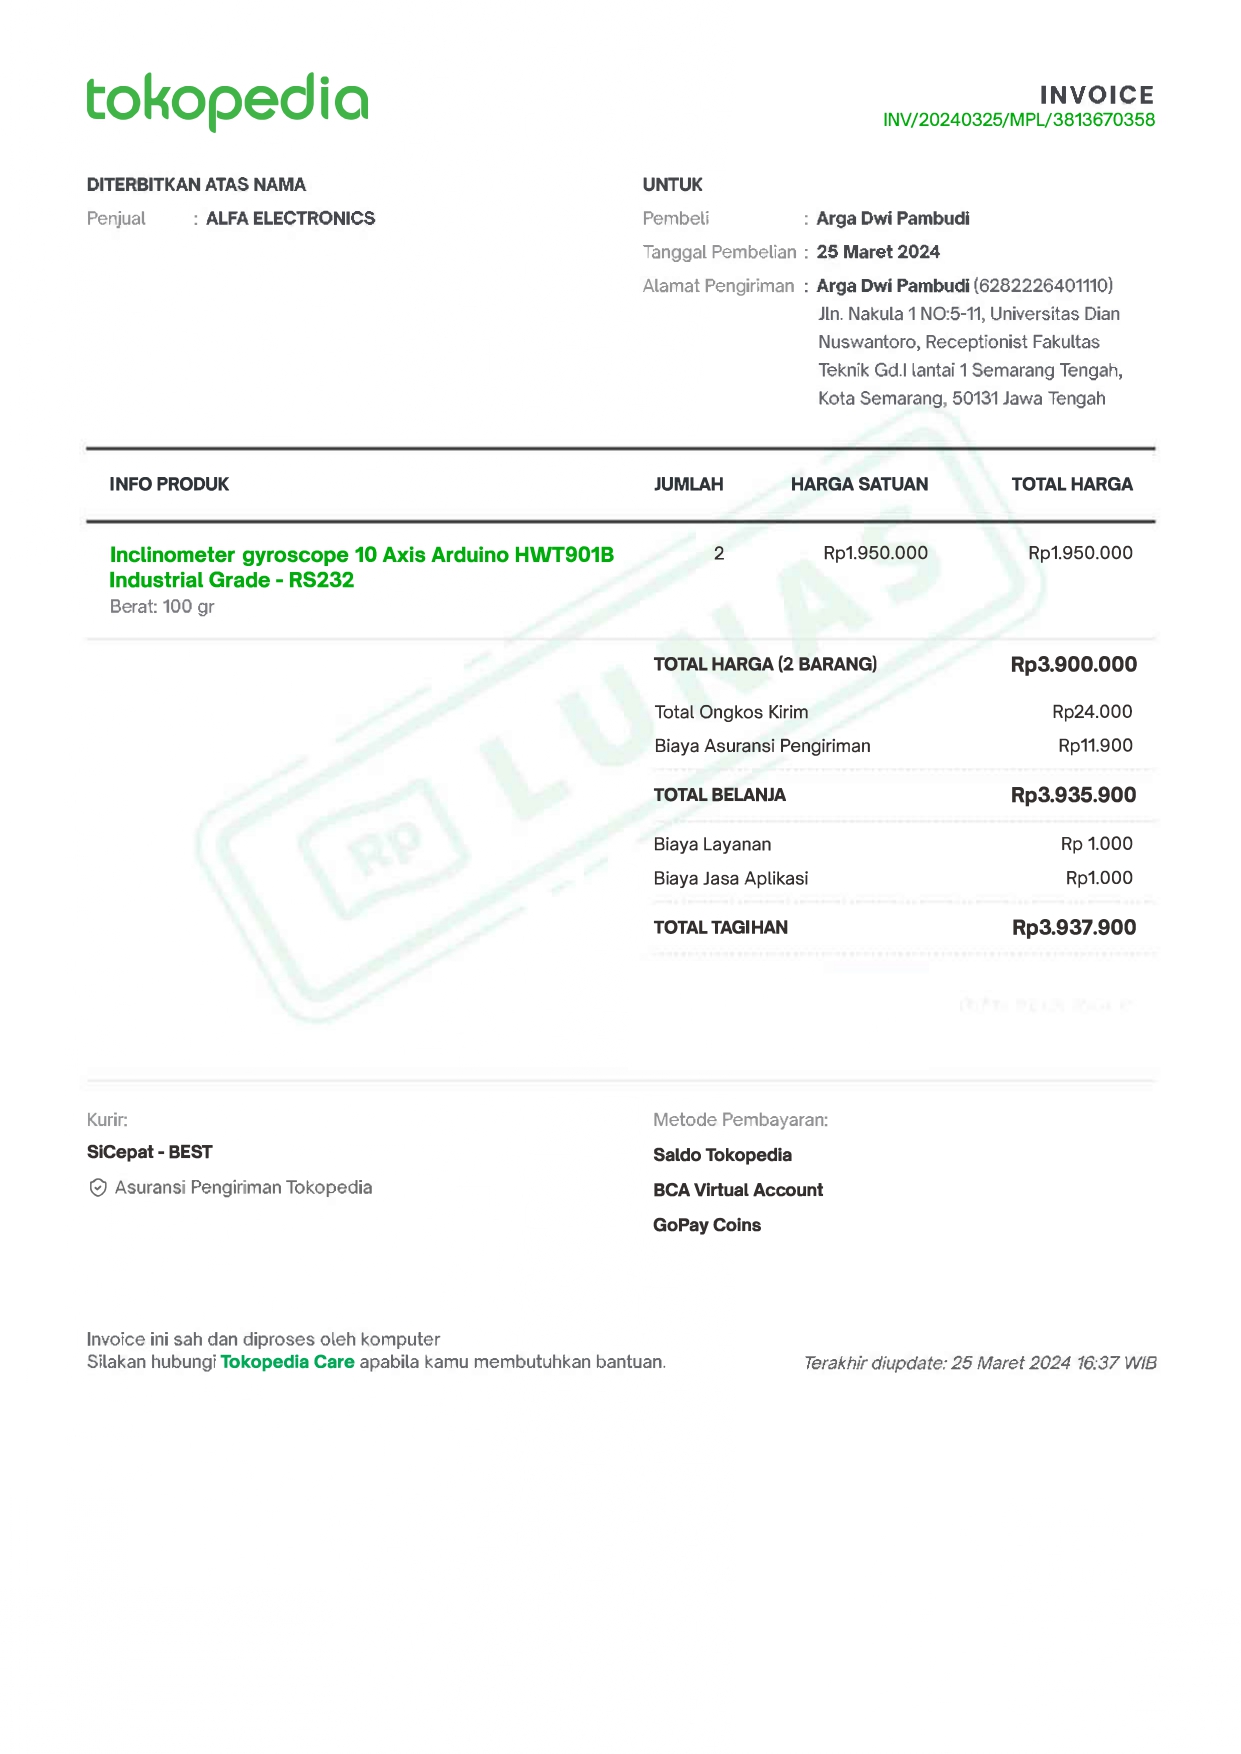 tokopedia
INVOICE
INV/20240325/MPL/3813670358
DITERBITKAN ATAS NAMA
Penjual : ALFA ELECTRONICS
UNTUK
Pembeli : Arga Dwi Pambudi
Tanggal Pembelian : 25 Maret 2024
Alamat Pengiriman : Arga Dwi Pambudi (6282226401110)
Jln. Nakula 1 NO:5-11, Universitas Dian
Nuswantoro, Receptionist Fakultas
Teknik Gd.I lantai 1 Semarang Tengah,
Kota Semarang, 50131 Jawa Tengah
INFO PRODUK JUMLAH HARGA SATUAN TOTAL HARGA
Inclinometer gyroscope 10 Axis Arduino HWT901B 2 Rp1.950.000 Rp1.950.000
Industrial Grade - RS232
Berat: 100 gr
Rp LUNAS
TOTAL HARGA (2 BARANG) Rp3.900.000
Total Ongkos Kirim Rp24.000
Biaya Asuransi Pengiriman Rp11.900
TOTAL BELANJA Rp3.935.900
Biaya Layanan Rp 1.000
Biaya Jasa Aplikasi Rp1.000
TOTAL TAGIHAN Rp3.937.900
Kurir:
SiCepat - BEST
Asuransi Pengiriman Tokopedia
Metode Pembayaran:
Saldo Tokopedia
BCA Virtual Account
GoPay Coins
Invoice ini sah dan diproses oleh komputer
Silakan hubungi Tokopedia Care apabila kamu membutuhkan bantuan.
Terakhir diupdate: 25 Maret 2024 16:37 WIB